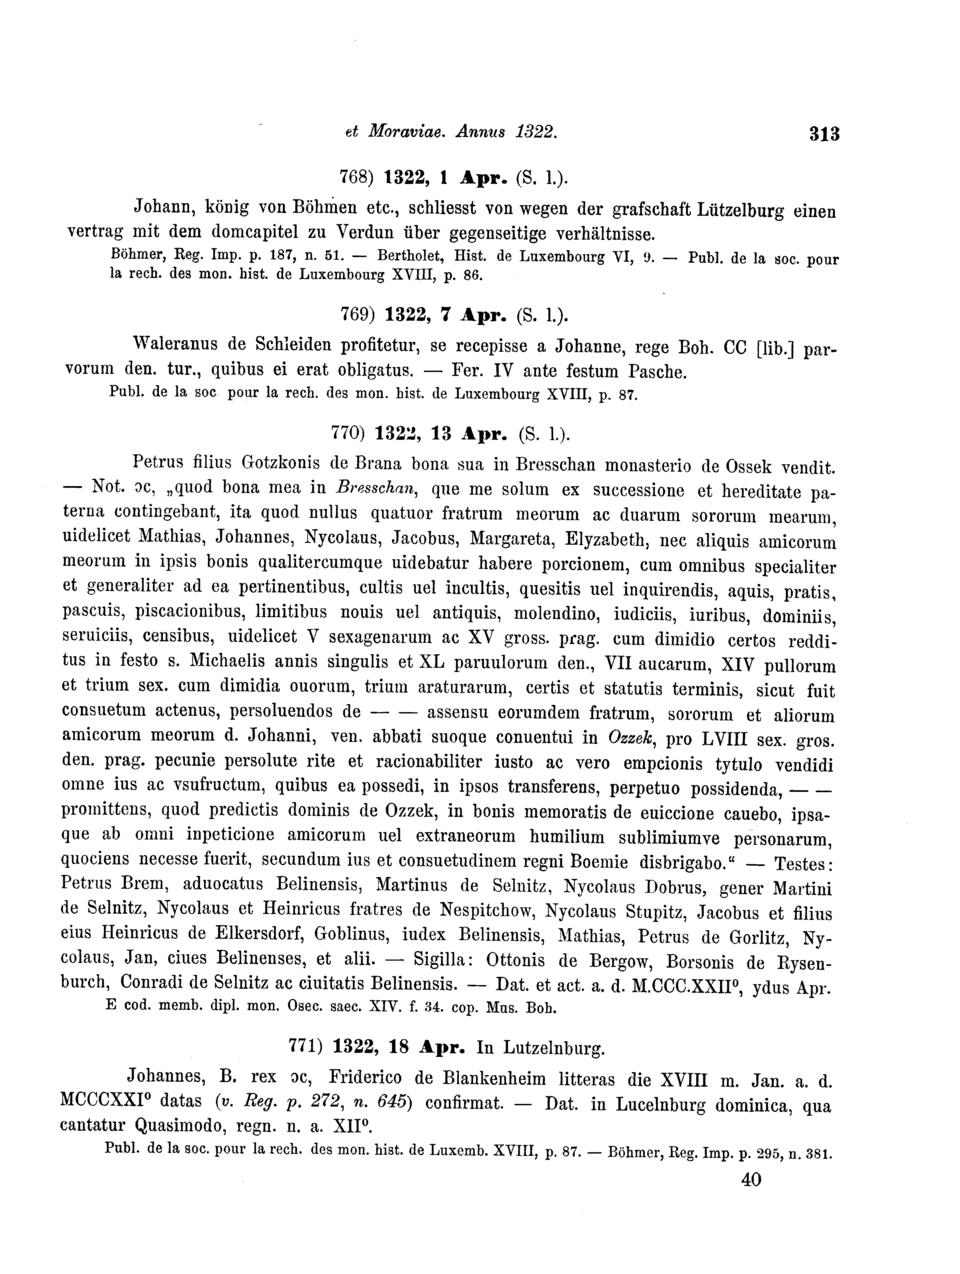 et Moraviae. Annus 1322. 313
768) 1322, 1 Apr. (S. l.).
Johann, könig von Böhmen etc., schliesst von wegen der grafschaft Lützelburg einen
vertrag mit dem domcapitel zu Verdun über gegenseitige verhältnisse.
Böhmer, Reg. Imp. p. 187, n. 51. — Bertholet, Hist. de Luxembourg VI, 9. — Publ. de la soc. pour
la rech. des mon. hist. de Luxembourg XVIII, p. 86.
769) 1322, 7 Apr. (S. l.).
Waleranus de Schleiden profitetur, se recepisse a Johanne, rege Boh. CC [lib.] par-
vorum den. tur., quibus ei erat obligatus. — Fer. IV ante festum Pasche.
Publ. de la soc pour la rech. des mon. hist. de Luxembourg XVIII, p. 87.
770) 1322, 13 Apr. (S. l.).
Petrus filius Gotzkonis de Brana bona sua in Bresschan monasterio de Ossek vendit.
— Not. ɔc, „quod bona mea in Bresschan, que me solum ex successione et hereditate pa-
terna contingebant, ita quod nullus quatuor fratrum meorum ac duarum sororum mearum,
uidelicet Mathias, Johannes, Nycolaus, Jacobus, Margareta, Elyzabeth, nec aliquis amicorum
meorum in ipsis bonis qualitercumque uidebatur habere porcionem, cum omnibus specialiter
et generaliter ad ea pertinentibus, cultis uel incultis, quesitis uel inquirendis, aquis, pratis,
pascuis, piscacionibus, limitibus nouis uel antiquis, molendino, iudiciis, iuribus, dominiis,
seruiciis, censibus, uidelicet V sexagenarum ac XV gross. prag. cum dimidio certos reddi-
tus in festo s. Michaelis annis singulis et XL paruulorum den., VII aucarum, XIV pullorum
et trium sex. cum dimidia ouorum, trium araturarum, certis et statutis terminis, sicut fuit
consuetum actenus, persoluendos de — — assensu eorumdem fratrum, sororum et aliorum
amicorum meorum d. Johanni, ven. abbati suoque conuentui in Ozzek, pro LVIII sex. gros.
den. prag. pecunie persolute rite et racionabiliter iusto ac vero empcionis tytulo vendidi
omne ius ac vsufructum, quibus ea possedi, in ipsos transferens, perpetuo possidenda, — —
promittens, quod predictis dominis de Ozzek, in bonis memoratis de euiccione cauebo, ipsa-
que ab omni inpeticione amicorum uel extraneorum humilium sublimiumve personarum,
quociens necesse fuerit, secundum ius et consuetudinem regni Boemie disbrigabo.“ — Testes:
Petrus Brem, aduocatus Belinensis, Martinus de Selnitz, Nycolaus Dobrus, gener Martini
de Selnitz, Nycolaus et Heinricus fratres de Nespitchow, Nycolaus Stupitz, Jacobus et filius
eius Heinricus de Elkersdorf, Goblinus, iudex Belinensis, Mathias, Petrus de Gorlitz, Ny-
colaus, Jan, ciues Belinenses, et alii. — Sigilla: Ottonis de Bergow, Borsonis de Rysen-
burch, Conradi de Selnitz ac ciuitatis Belinensis. — Dat. et act. a. d. M.CCC.XXII⁰, ydus Apr.
E cod. memb. dipl. mon. Osec. saec. XIV. f. 34. cop. Mus. Boh.
771) 1322, 18 Apr. In Lutzelnburg.
Johannes, B. rex ɔc, Friderico de Blankenheim litteras die XVIII m. Jan. a. d.
MCCCXXI⁰ datas (v. Reg. p. 272, n. 645) confirmat. — Dat. in Lucelnburg dominica, qua
cantatur Quasimodo, regn. n. a. XII⁰.
Publ. de la soc. pour la rech. des mon. hist. de Luxemb. XVIII, p. 87. — Böhmer, Reg. Imp. p. 295, n. 381.
40